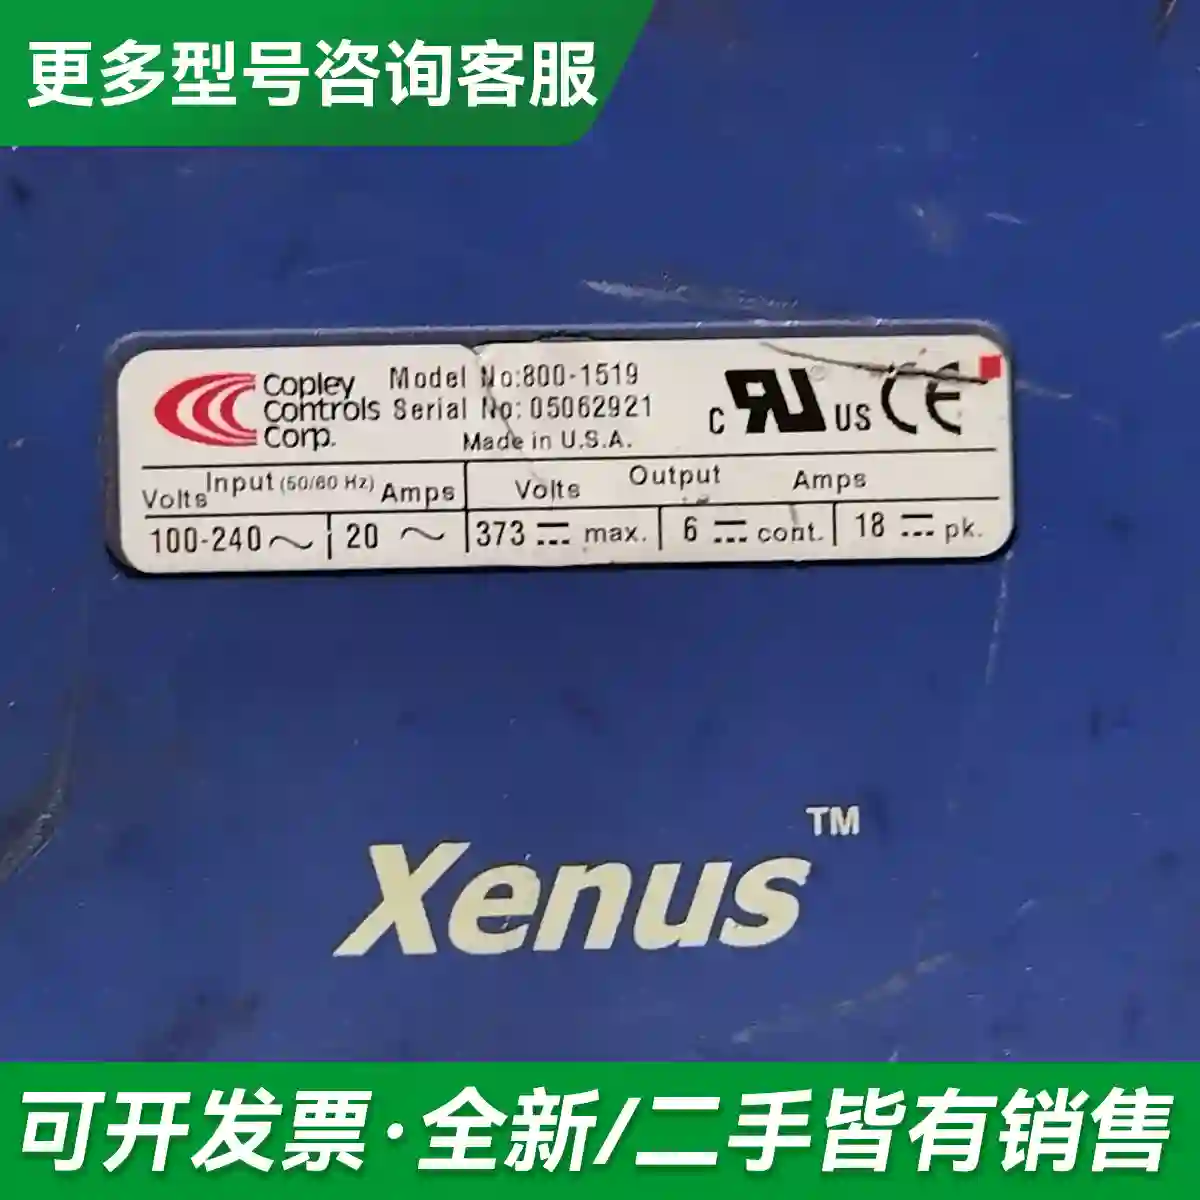 更多型号咨询客服
Copley Controls Corp.
Model No:800-1519
Serial No: 05062921
Made in U.S.A.
C RU US CE
Input (50/60 Hz) Output
Volts Amps Volts Amps
100-240 ~ 20 ~ 373 max. 6 cont. 18 pk.
Xenus™
可开发票·全新/二手皆有销售